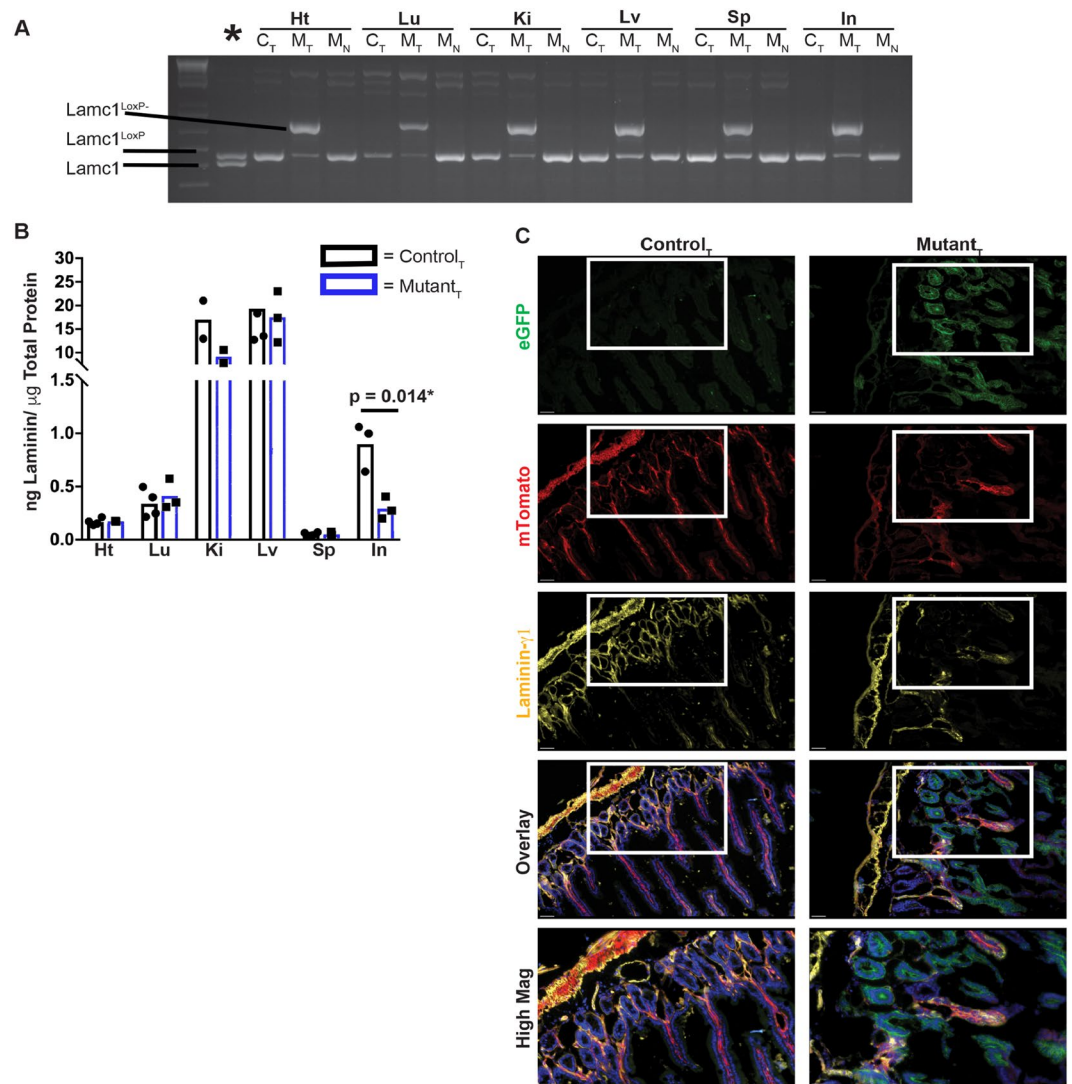 A
Ht Lu Ki Lv Sp In
* C_T M_T M_N C_T M_T M_N C_T M_T M_N C_T M_T M_N C_T M_T M_N C_T M_T M_N
Lamc1^LoxP-
Lamc1^LoxP
Lamc1
B
30
25
20
15
10
1.5
1.0
0.5
0.0
ng Laminin/ μg Total Protein
= Control_T
= Mutant_T
p = 0.014*
Ht Lu Ki Lv Sp In
C
Control_T Mutant_T
eGFP
mTomato
Laminin-γ1
Overlay
High Mag